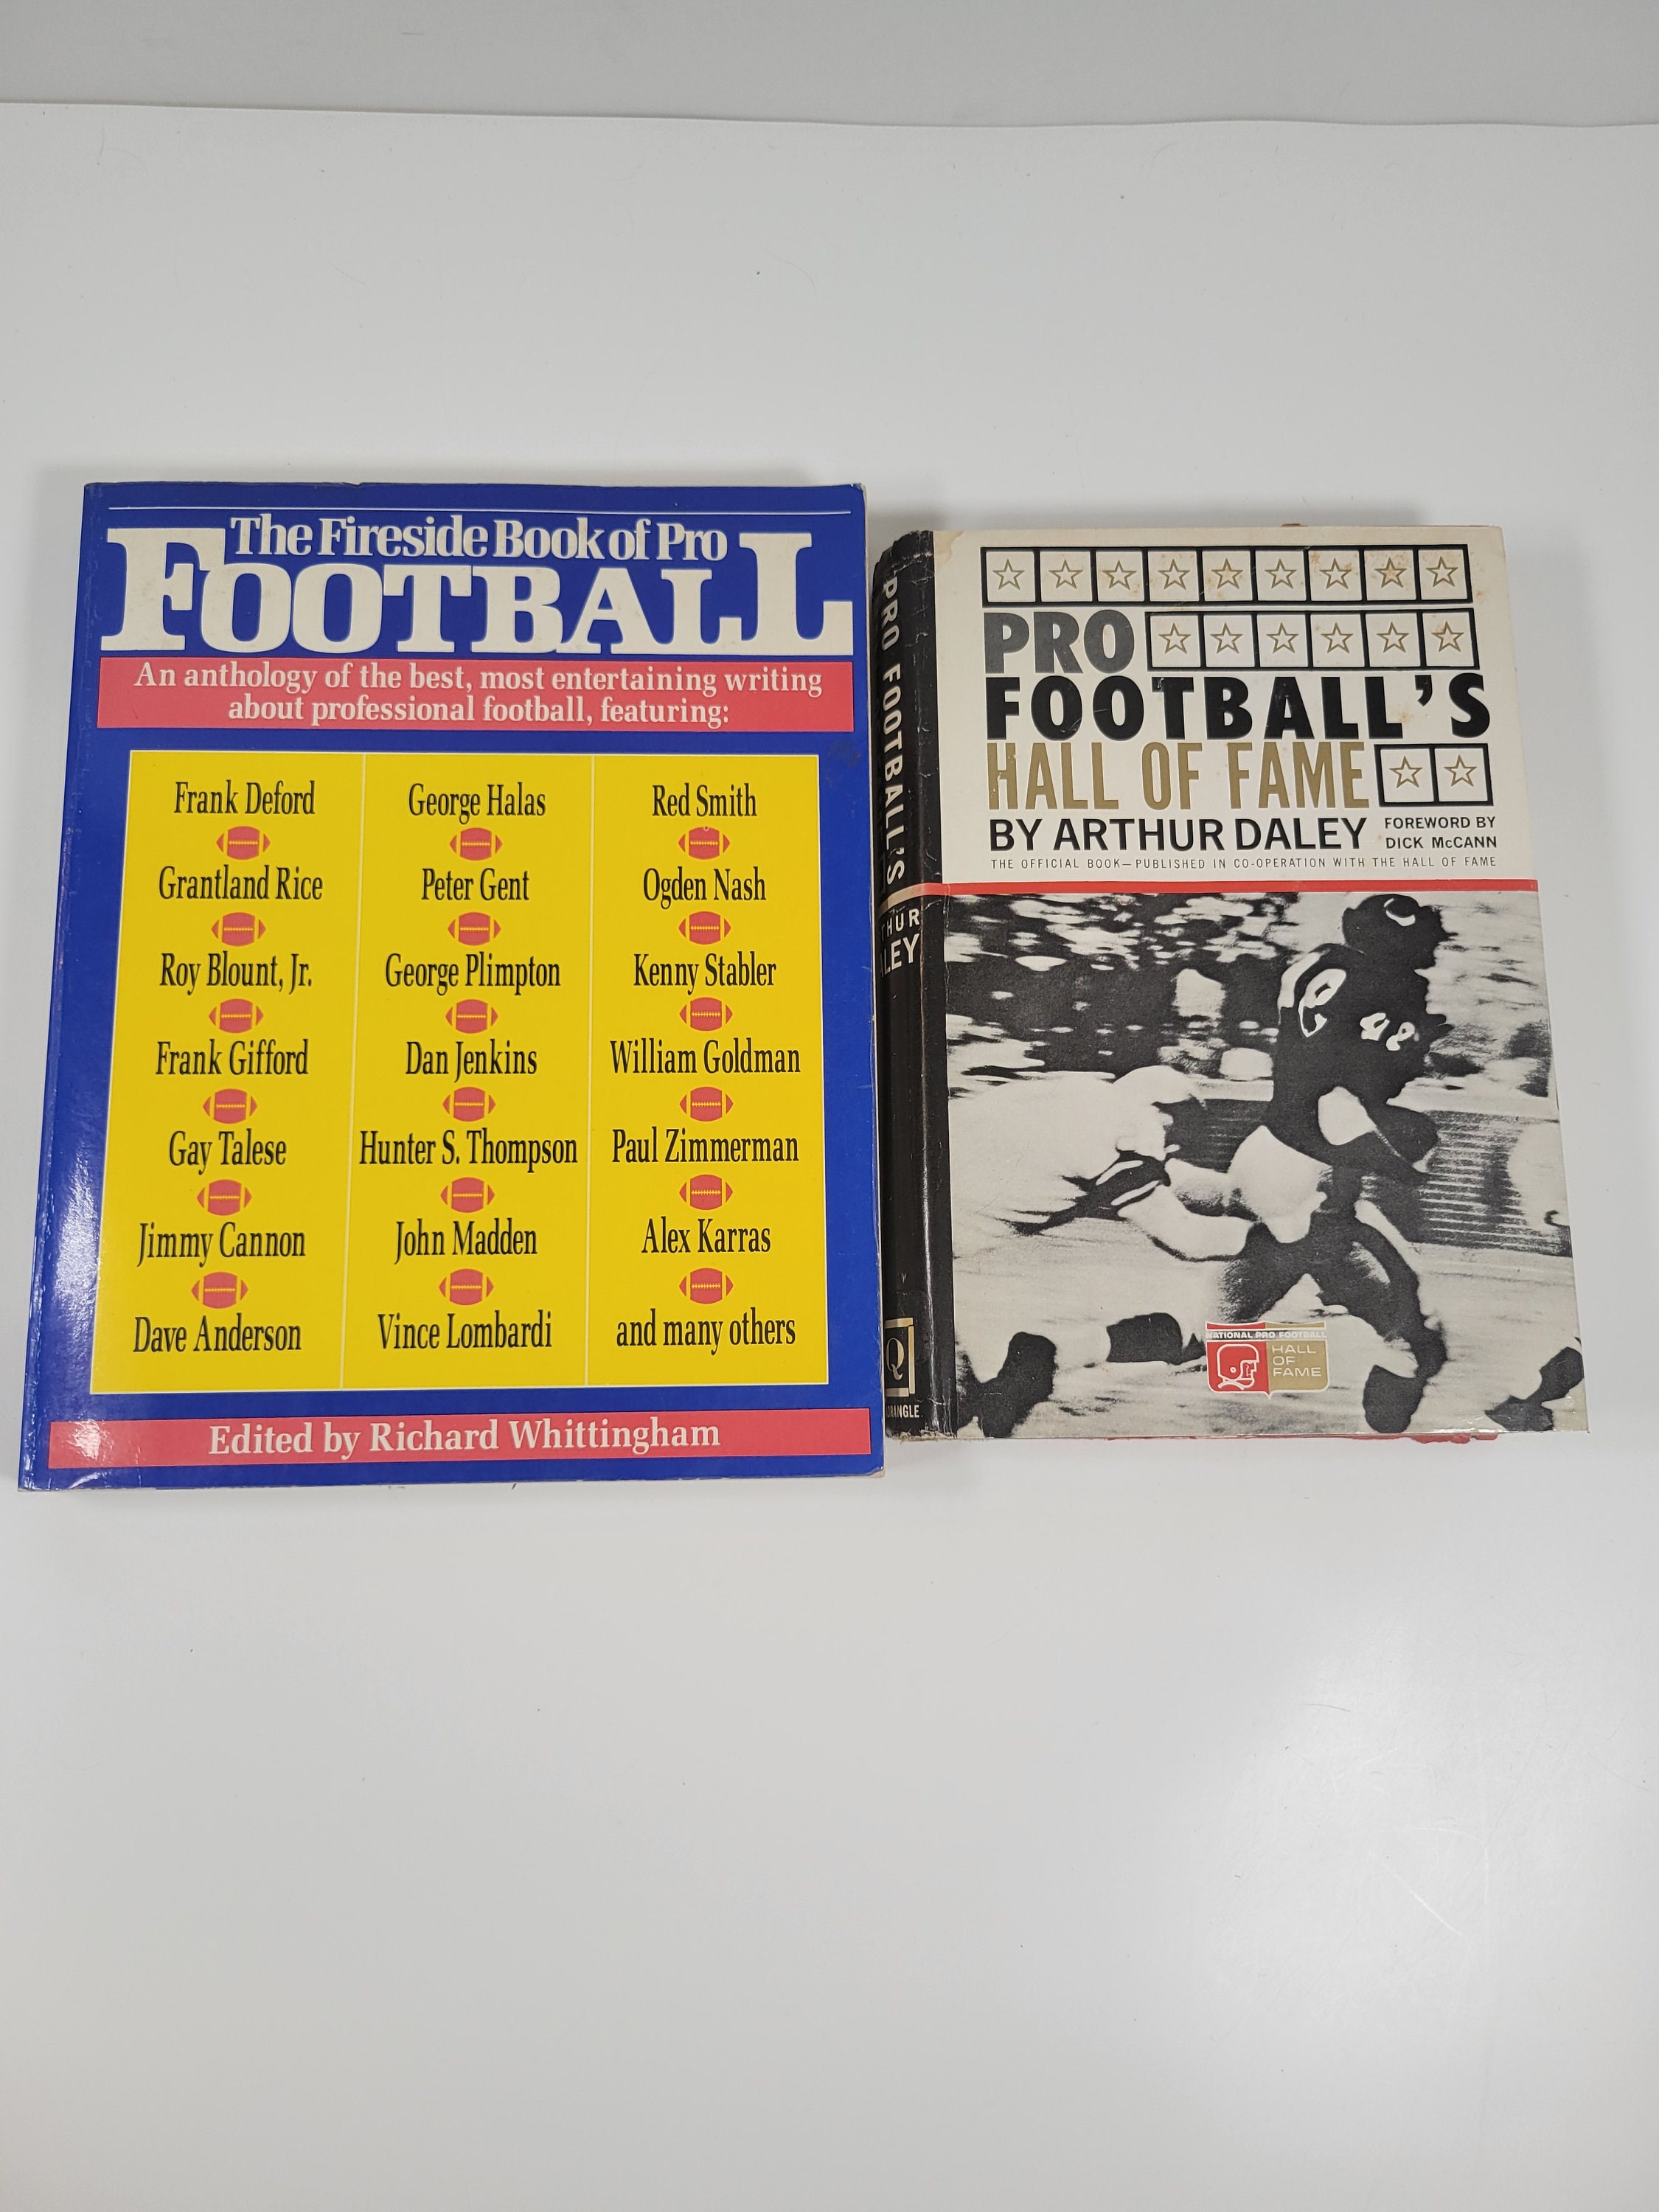 The Fireside Book of Pro
FOOTBALL
An anthology of the best, most entertaining writing
about professional football, featuring:
Frank Deford
Grantland Rice
Roy Blount, Jr.
Frank Gifford
Gay Talese
Jimmy Cannon
Dave Anderson
George Halas
Peter Gent
George Plimpton
Dan Jenkins
Hunter S. Thompson
John Madden
Vince Lombardi
Red Smith
Ogden Nash
Kenny Stabler
William Goldman
Paul Zimmerman
Alex Karras
and many others
Edited by Richard Whittingham
PRO FOOTBALL'S
Q
PRO
FOOTBALL'S
HALL OF FAME
BY ARTHUR DALEY
FOREWORD BY
DICK McCANN
THE OFFICIAL BOOK—PUBLISHED IN CO-OPERATION WITH THE HALL OF FAME
48
NATIONAL PRO FOOTBALL
HALL
OF
FAME